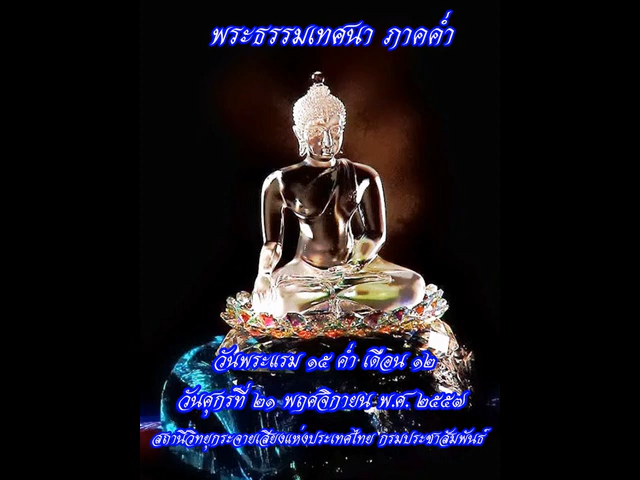 พระธรรมเทศนา ภาคค่ำ
วันพระแรม ๑๕ ค่ำ เดือน ๑๒
วันศุกร์ที่ ๒๑ พฤศจิกายน พ.ศ. ๒๕๕๗
สถานีวิทยุกระจายเสียงแห่งประเทศไทย กรมประชาสัมพันธ์